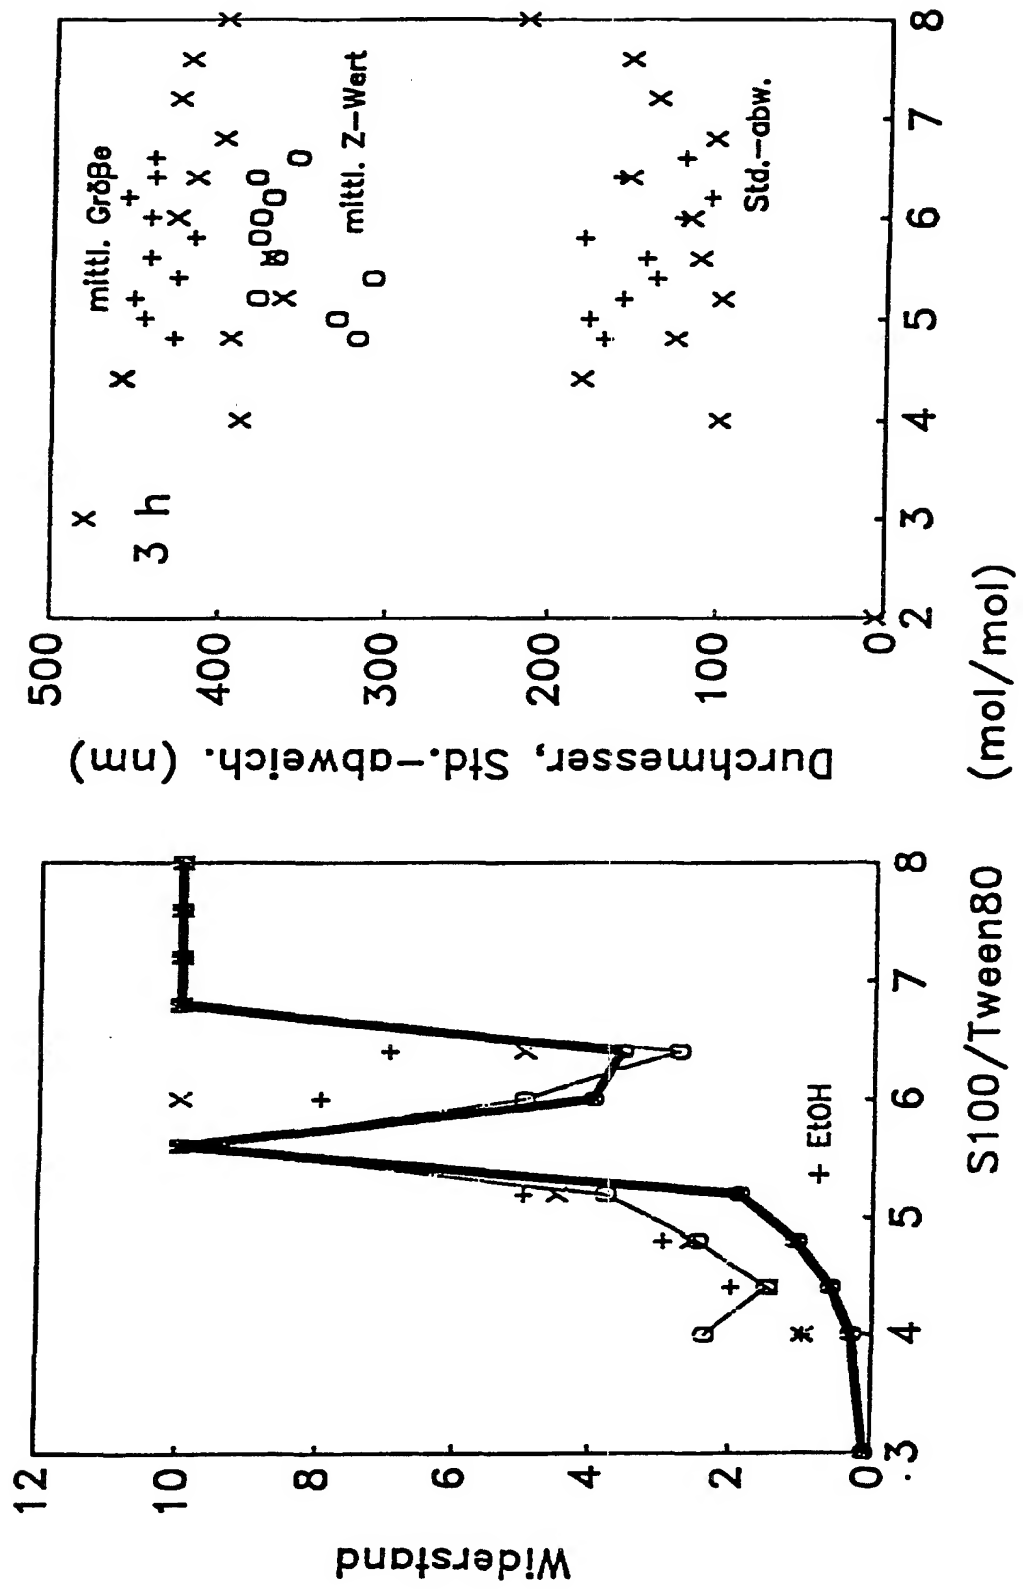 Widerstand
12
10
8
6
4
2
0
.3
4
5
6
7
8
+ EtOH
S100/Tween80
(mol/mol)
Durchmesser, Std.-abweich. (nm)
500
400
300
200
100
0
2
3
4
5
6
7
8
3 h
mittl. Größe
mittl. Z-Wert
Std.-abw.